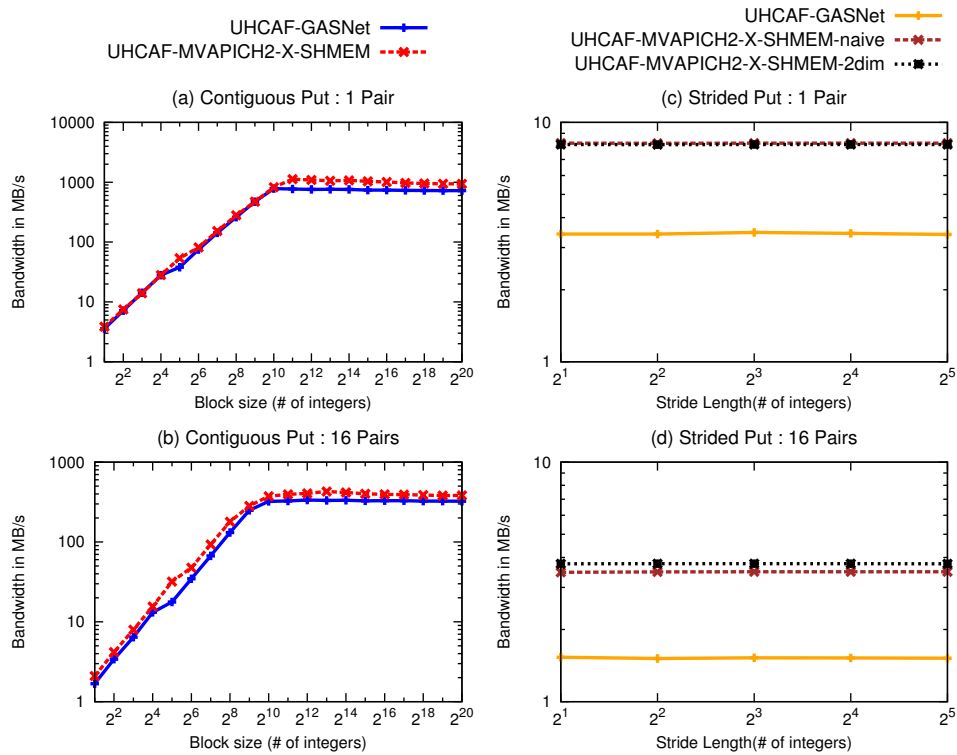 UHCAF-GASNet
UHCAF-MVAPICH2-X-SHMEM
(a) Contiguous Put : 1 Pair
10000
1000
100
10
1
Bandwidth in MB/s
2^2 2^4 2^6 2^8 2^10 2^12 2^14 2^16 2^18 2^20
Block size (# of integers)
(b) Contiguous Put : 16 Pairs
1000
100
10
1
Bandwidth in MB/s
2^2 2^4 2^6 2^8 2^10 2^12 2^14 2^16 2^18 2^20
Block size (# of integers)
UHCAF-GASNet
UHCAF-MVAPICH2-X-SHMEM-naive
UHCAF-MVAPICH2-X-SHMEM-2dim
(c) Strided Put : 1 Pair
10
1
Bandwidth in MB/s
2^1 2^2 2^3 2^4 2^5
Stride Length(# of integers)
(d) Strided Put : 16 Pairs
10
1
Bandwidth in MB/s
2^1 2^2 2^3 2^4 2^5
Stride Length(# of integers)